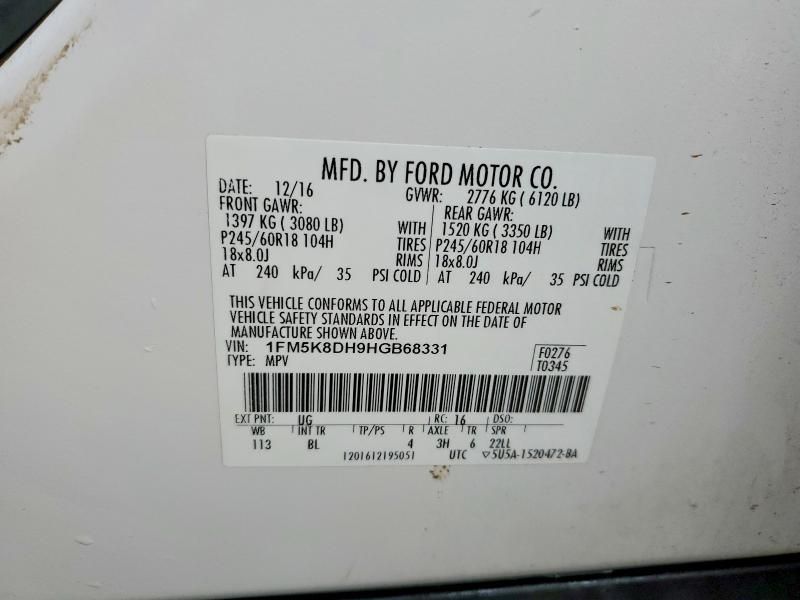 MFD. BY FORD MOTOR CO.
DATE: 12/16 GVWR: 2776 KG ( 6120 LB)
FRONT GAWR: REAR GAWR:
1397 KG ( 3080 LB) WITH 1520 KG ( 3350 LB) WITH
P245/60R18 104H TIRES P245/60R18 104H TIRES
18x8.0J RIMS 18x8.0J RIMS
AT 240 kPa/ 35 PSI COLD AT 240 kPa/ 35 PSI COLD
THIS VEHICLE CONFORMS TO ALL APPLICABLE FEDERAL MOTOR
VEHICLE SAFETY STANDARDS IN EFFECT ON THE DATE OF
MANUFACTURE SHOWN ABOVE.
VIN: 1FM5K8DH9HGB68331 F0276
TYPE: MPV T0345
EXT PNT: UG RC: 16 DSO:
WB INT TR TP/PS R AXLE TR SPR
113 BL 4 3H 6 22LL
1201612195051 UTC ▽5U5A-1520472-BA